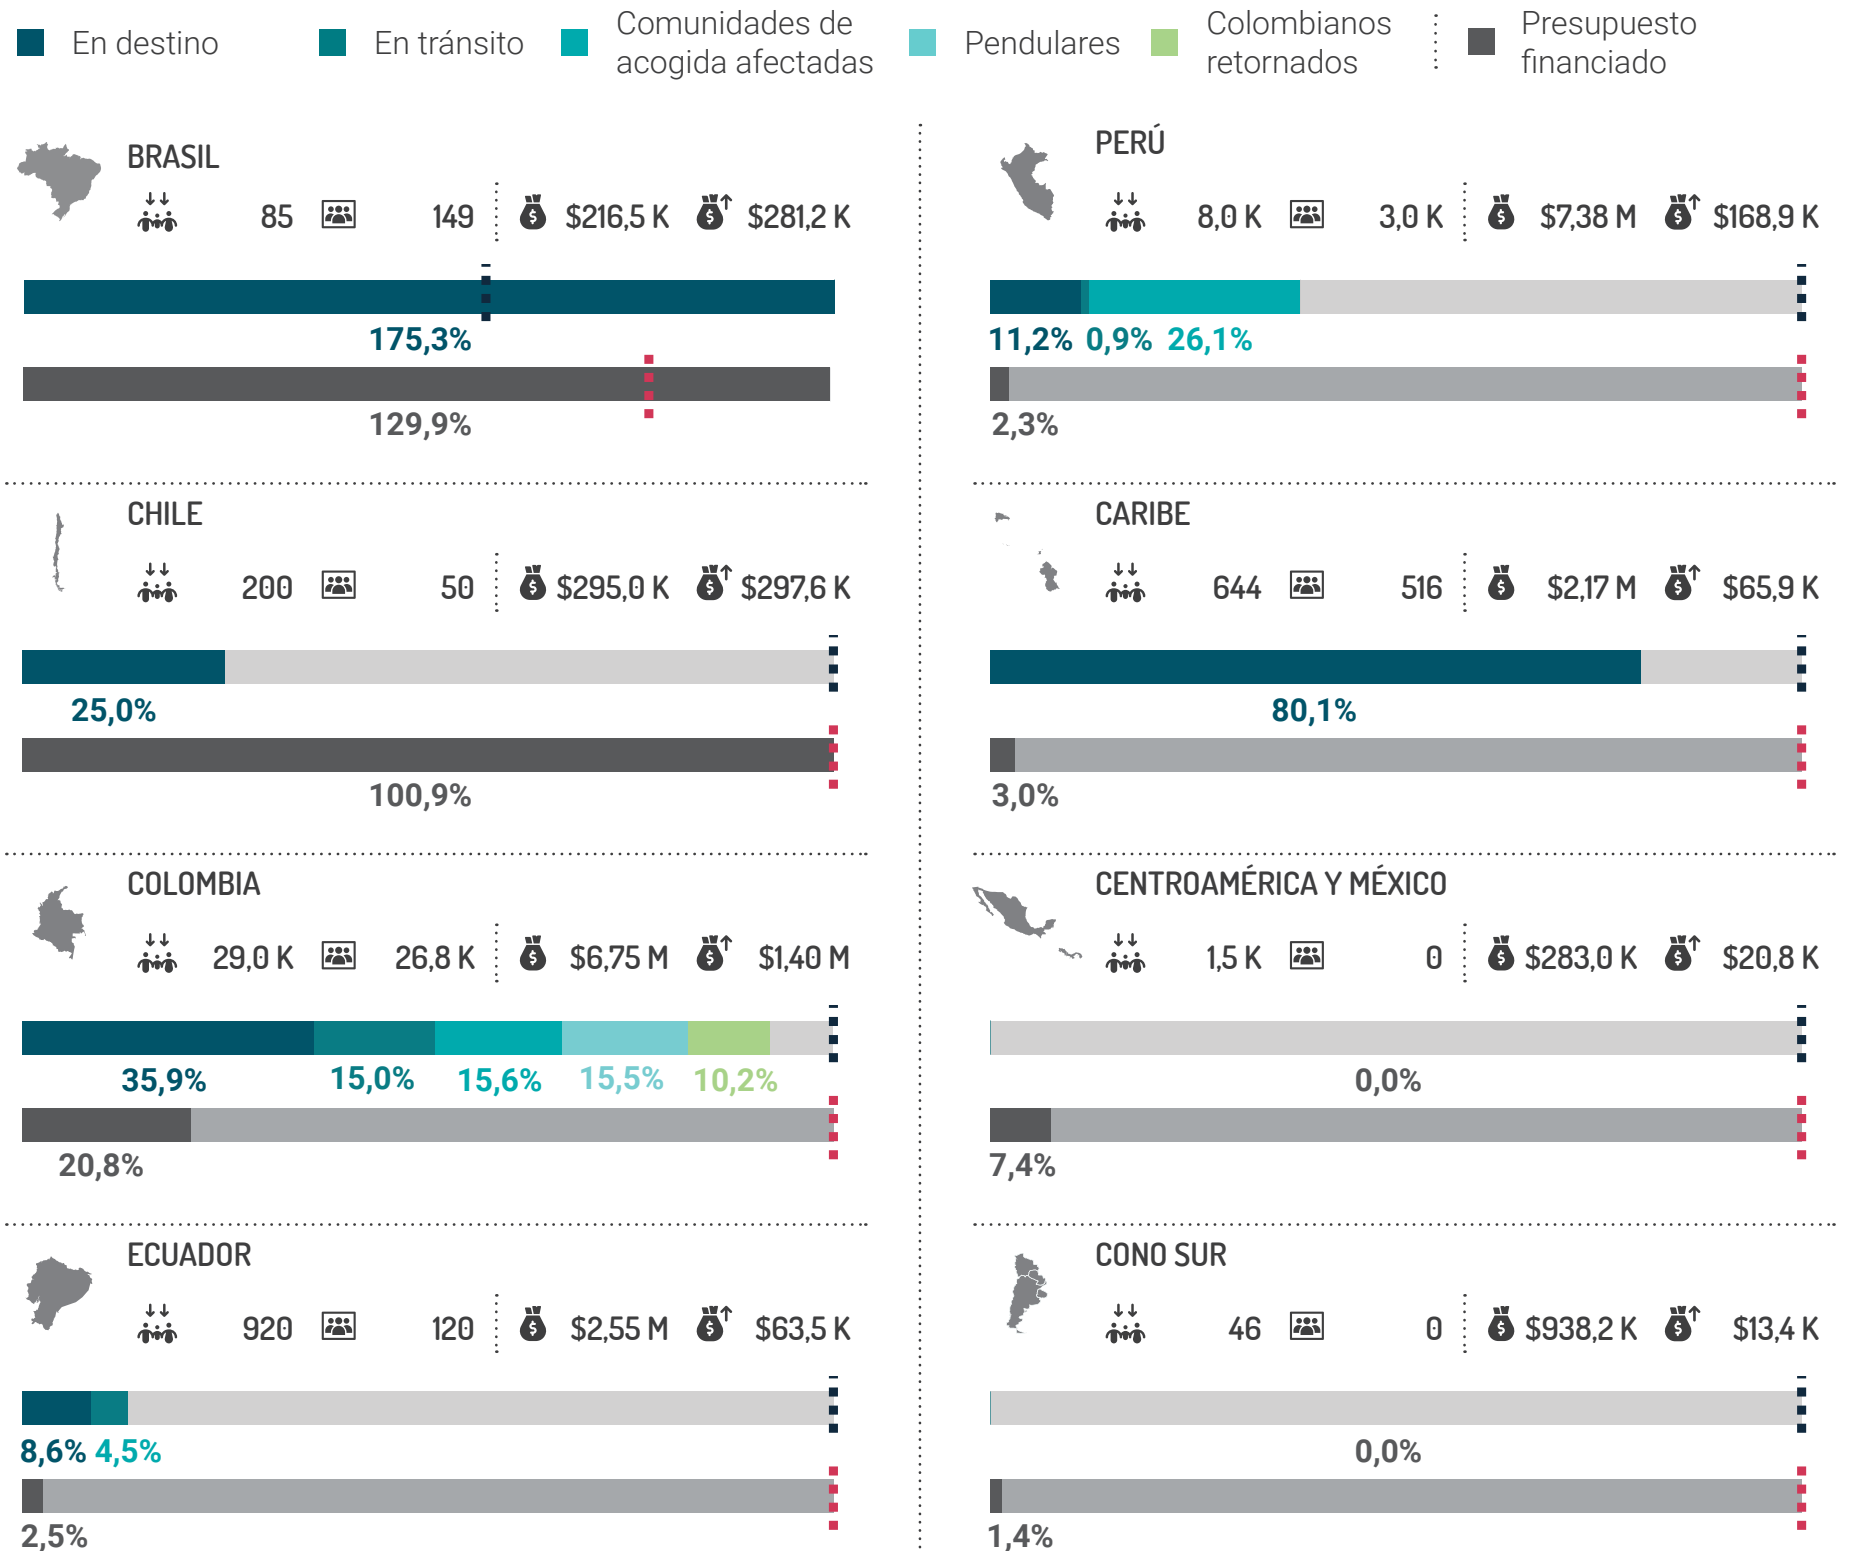 En destino
En tránsito
Comunidades de
acogida afectadas
Pendulares
Colombianos
retornados
Presupuesto
financiado
BRASIL
85 149 $216,5 K $281,2 K
175,3%
129,9%
PERÚ
8,0 K 3,0 K $7,38 M $168,9 K
11,2% 0,9% 26,1%
2,3%
CHILE
200 50 $295,0 K $297,6 K
25,0%
100,9%
CARIBE
644 516 $2,17 M $65,9 K
80,1%
3,0%
COLOMBIA
29,0 K 26,8 K $6,75 M $1,40 M
35,9% 15,0% 15,6% 15,5% 10,2%
20,8%
CENTROAMÉRICA Y MÉXICO
1,5 K 0 $283,0 K $20,8 K
0,0%
7,4%
ECUADOR
920 120 $2,55 M $63,5 K
8,6% 4,5%
2,5%
CONO SUR
46 0 $938,2 K $13,4 K
0,0%
1,4%